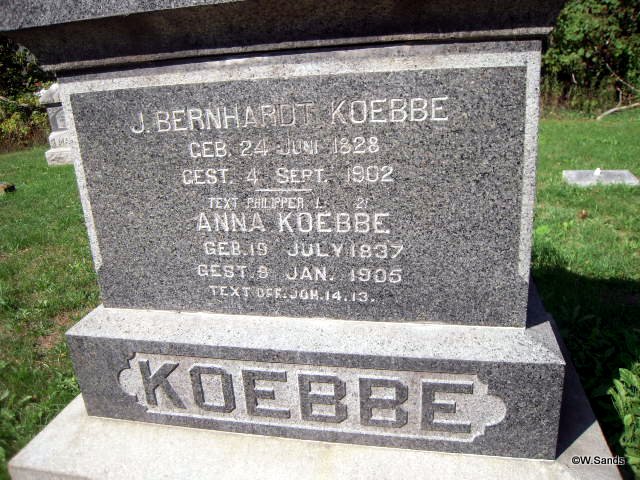 J. BERNHARDT KOEBBE
GEB. 24 JUNI 1828
GEST. 4 SEPT. 1902
TEXT PHILIPPER 1. 21
ANNA KOEBBE
GEB. 19 JULY 1837
GEST. 8 JAN. 1905
TEXT OFF. JOH. 14. 13.
KOEBBE
©W.Sands